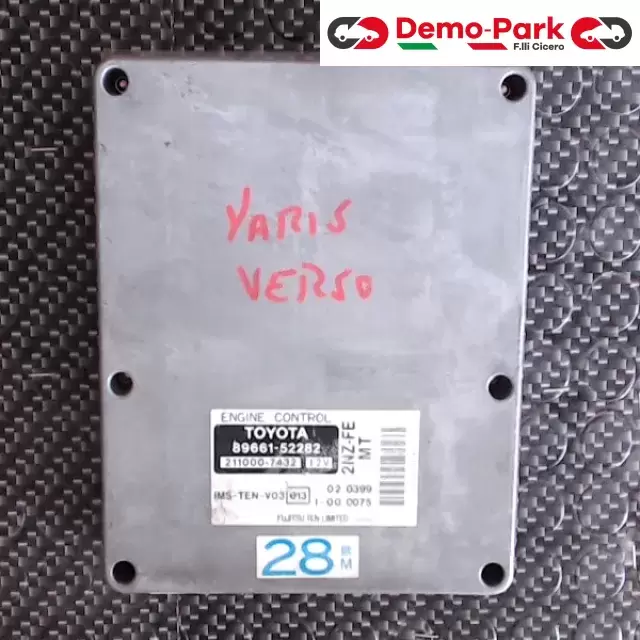 Demo-Park
F.lli Cicero
YARIS
VERSO
ENGINE CONTROL
TOYOTA
89661-52282
211000-7432 12V
2NZ-FE
MT
IMS-TEN-V03 013
02 0399
1-00 0075
FUJITSU TEN LIMITED
28 M